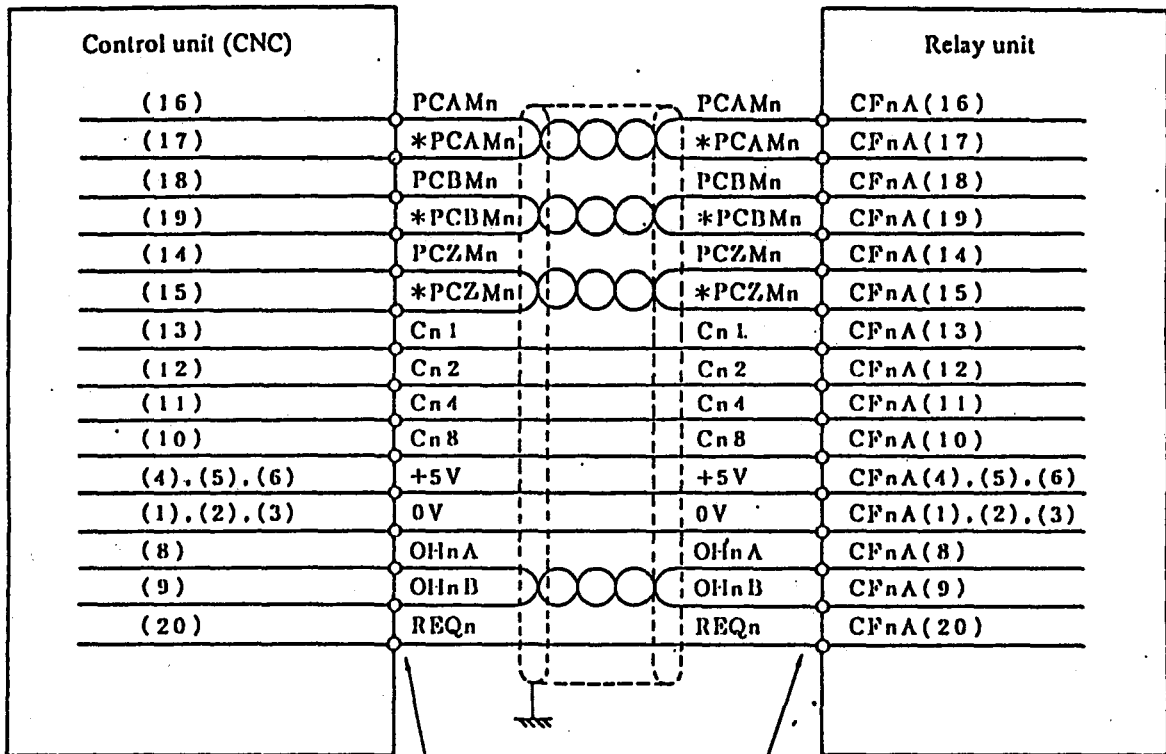 Control unit (CNC) Relay unit
(16) PCAMn PCAMn CFnA(16)
(17) *PCAMn *PCAMn CFnA(17)
(18) PCBMn PCBMn CFnA(18)
(19) *PCBMn *PCBMn CFnA(19)
(14) PCZMn PCZMn CFnA(14)
(15) *PCZMn *PCZMn CFnA(15)
(13) Cn1 Cn1 CFnA(13)
(12) Cn2 Cn2 CFnA(12)
(11) Cn4 Cn4 CFnA(11)
(10) Cn8 Cn8 CFnA(10)
(4),(5),(6) +5V +5V CFnA(4),(5),(6)
(1),(2),(3) 0V 0V CFnA(1),(2),(3)
(8) OHnA OHnA CFnA(8)
(9) OHnB OHnB CFnA(9)
(20) REQn REQn CFnA(20)